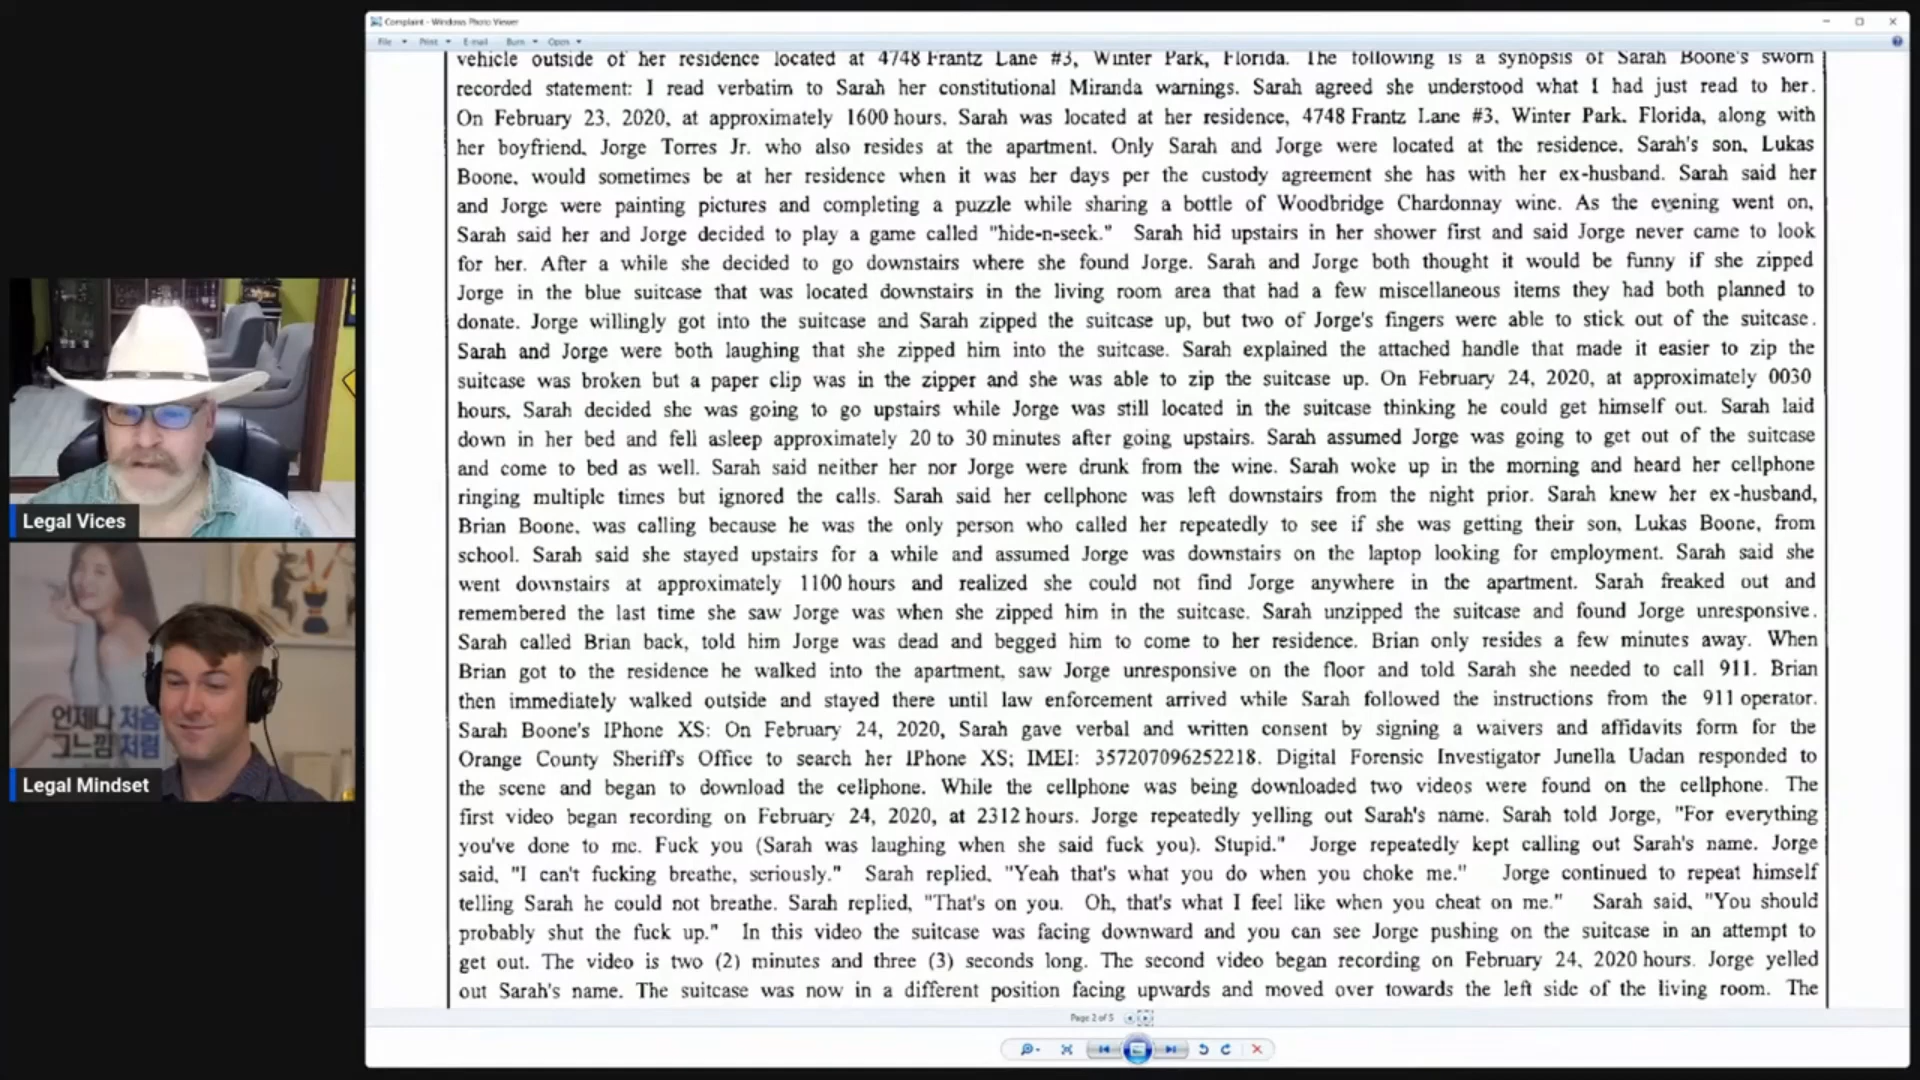 Complaint - Windows Photo Viewer
File Print E-mail Burn Open
vehicle outside of her residence located at 4748 Frantz Lane #3, Winter Park, Florida. The following is a synopsis of Sarah Boone's sworn
recorded statement: I read verbatim to Sarah her constitutional Miranda warnings. Sarah agreed she understood what I had just read to her.
On February 23, 2020, at approximately 1600 hours, Sarah was located at her residence, 4748 Frantz Lane #3, Winter Park. Florida, along with
her boyfriend, Jorge Torres Jr. who also resides at the apartment. Only Sarah and Jorge were located at the residence, Sarah's son, Lukas
Boone, would sometimes be at her residence when it was her days per the custody agreement she has with her ex-husband. Sarah said her
and Jorge were painting pictures and completing a puzzle while sharing a bottle of Woodbridge Chardonnay wine. As the evening went on,
Sarah said her and Jorge decided to play a game called "hide-n-seek." Sarah hid upstairs in her shower first and said Jorge never came to look
for her. After a while she decided to go downstairs where she found Jorge. Sarah and Jorge both thought it would be funny if she zipped
Jorge in the blue suitcase that was located downstairs in the living room area that had a few miscellaneous items they had both planned to
donate. Jorge willingly got into the suitcase and Sarah zipped the suitcase up, but two of Jorge's fingers were able to stick out of the suitcase.
Sarah and Jorge were both laughing that she zipped him into the suitcase. Sarah explained the attached handle that made it easier to zip the
suitcase was broken but a paper clip was in the zipper and she was able to zip the suitcase up. On February 24, 2020, at approximately 0030
hours, Sarah decided she was going to go upstairs while Jorge was still located in the suitcase thinking he could get himself out. Sarah laid
down in her bed and fell asleep approximately 20 to 30 minutes after going upstairs. Sarah assumed Jorge was going to get out of the suitcase
and come to bed as well. Sarah said neither her nor Jorge were drunk from the wine. Sarah woke up in the morning and heard her cellphone
ringing multiple times but ignored the calls. Sarah said her cellphone was left downstairs from the night prior. Sarah knew her ex-husband,
Brian Boone, was calling because he was the only person who called her repeatedly to see if she was getting their son, Lukas Boone, from
school. Sarah said she stayed upstairs for a while and assumed Jorge was downstairs on the laptop looking for employment. Sarah said she
went downstairs at approximately 1100 hours and realized she could not find Jorge anywhere in the apartment. Sarah freaked out and
remembered the last time she saw Jorge was when she zipped him in the suitcase. Sarah unzipped the suitcase and found Jorge unresponsive.
Sarah called Brian back, told him Jorge was dead and begged him to come to her residence. Brian only resides a few minutes away. When
Brian got to the residence he walked into the apartment, saw Jorge unresponsive on the floor and told Sarah she needed to call 911. Brian
then immediately walked outside and stayed there until law enforcement arrived while Sarah followed the instructions from the 911 operator.
Sarah Boone's IPhone XS: On February 24, 2020, Sarah gave verbal and written consent by signing a waivers and affidavits form for the
Orange County Sheriff's Office to search her IPhone XS; IMEI: 357207096252218. Digital Forensic Investigator Junella Uadan responded to
the scene and began to download the cellphone. While the cellphone was being downloaded two videos were found on the cellphone. The
first video began recording on February 24, 2020, at 2312 hours. Jorge repeatedly yelling out Sarah's name. Sarah told Jorge, "For everything
you've done to me. Fuck you (Sarah was laughing when she said fuck you). Stupid." Jorge repeatedly kept calling out Sarah's name. Jorge
said, "I can't fucking breathe, seriously." Sarah replied, "Yeah that's what you do when you choke me." Jorge continued to repeat himself
telling Sarah he could not breathe. Sarah replied, "That's on you. Oh, that's what I feel like when you cheat on me." Sarah said, "You should
probably shut the fuck up." In this video the suitcase was facing downward and you can see Jorge pushing on the suitcase in an attempt to
get out. The video is two (2) minutes and three (3) seconds long. The second video began recording on February 24, 2020 hours. Jorge yelled
out Sarah's name. The suitcase was now in a different position facing upwards and moved over towards the left side of the living room. The
Page 2 of 5
Legal Vices
언제나 처음
그느낌 처럼
Legal Mindset